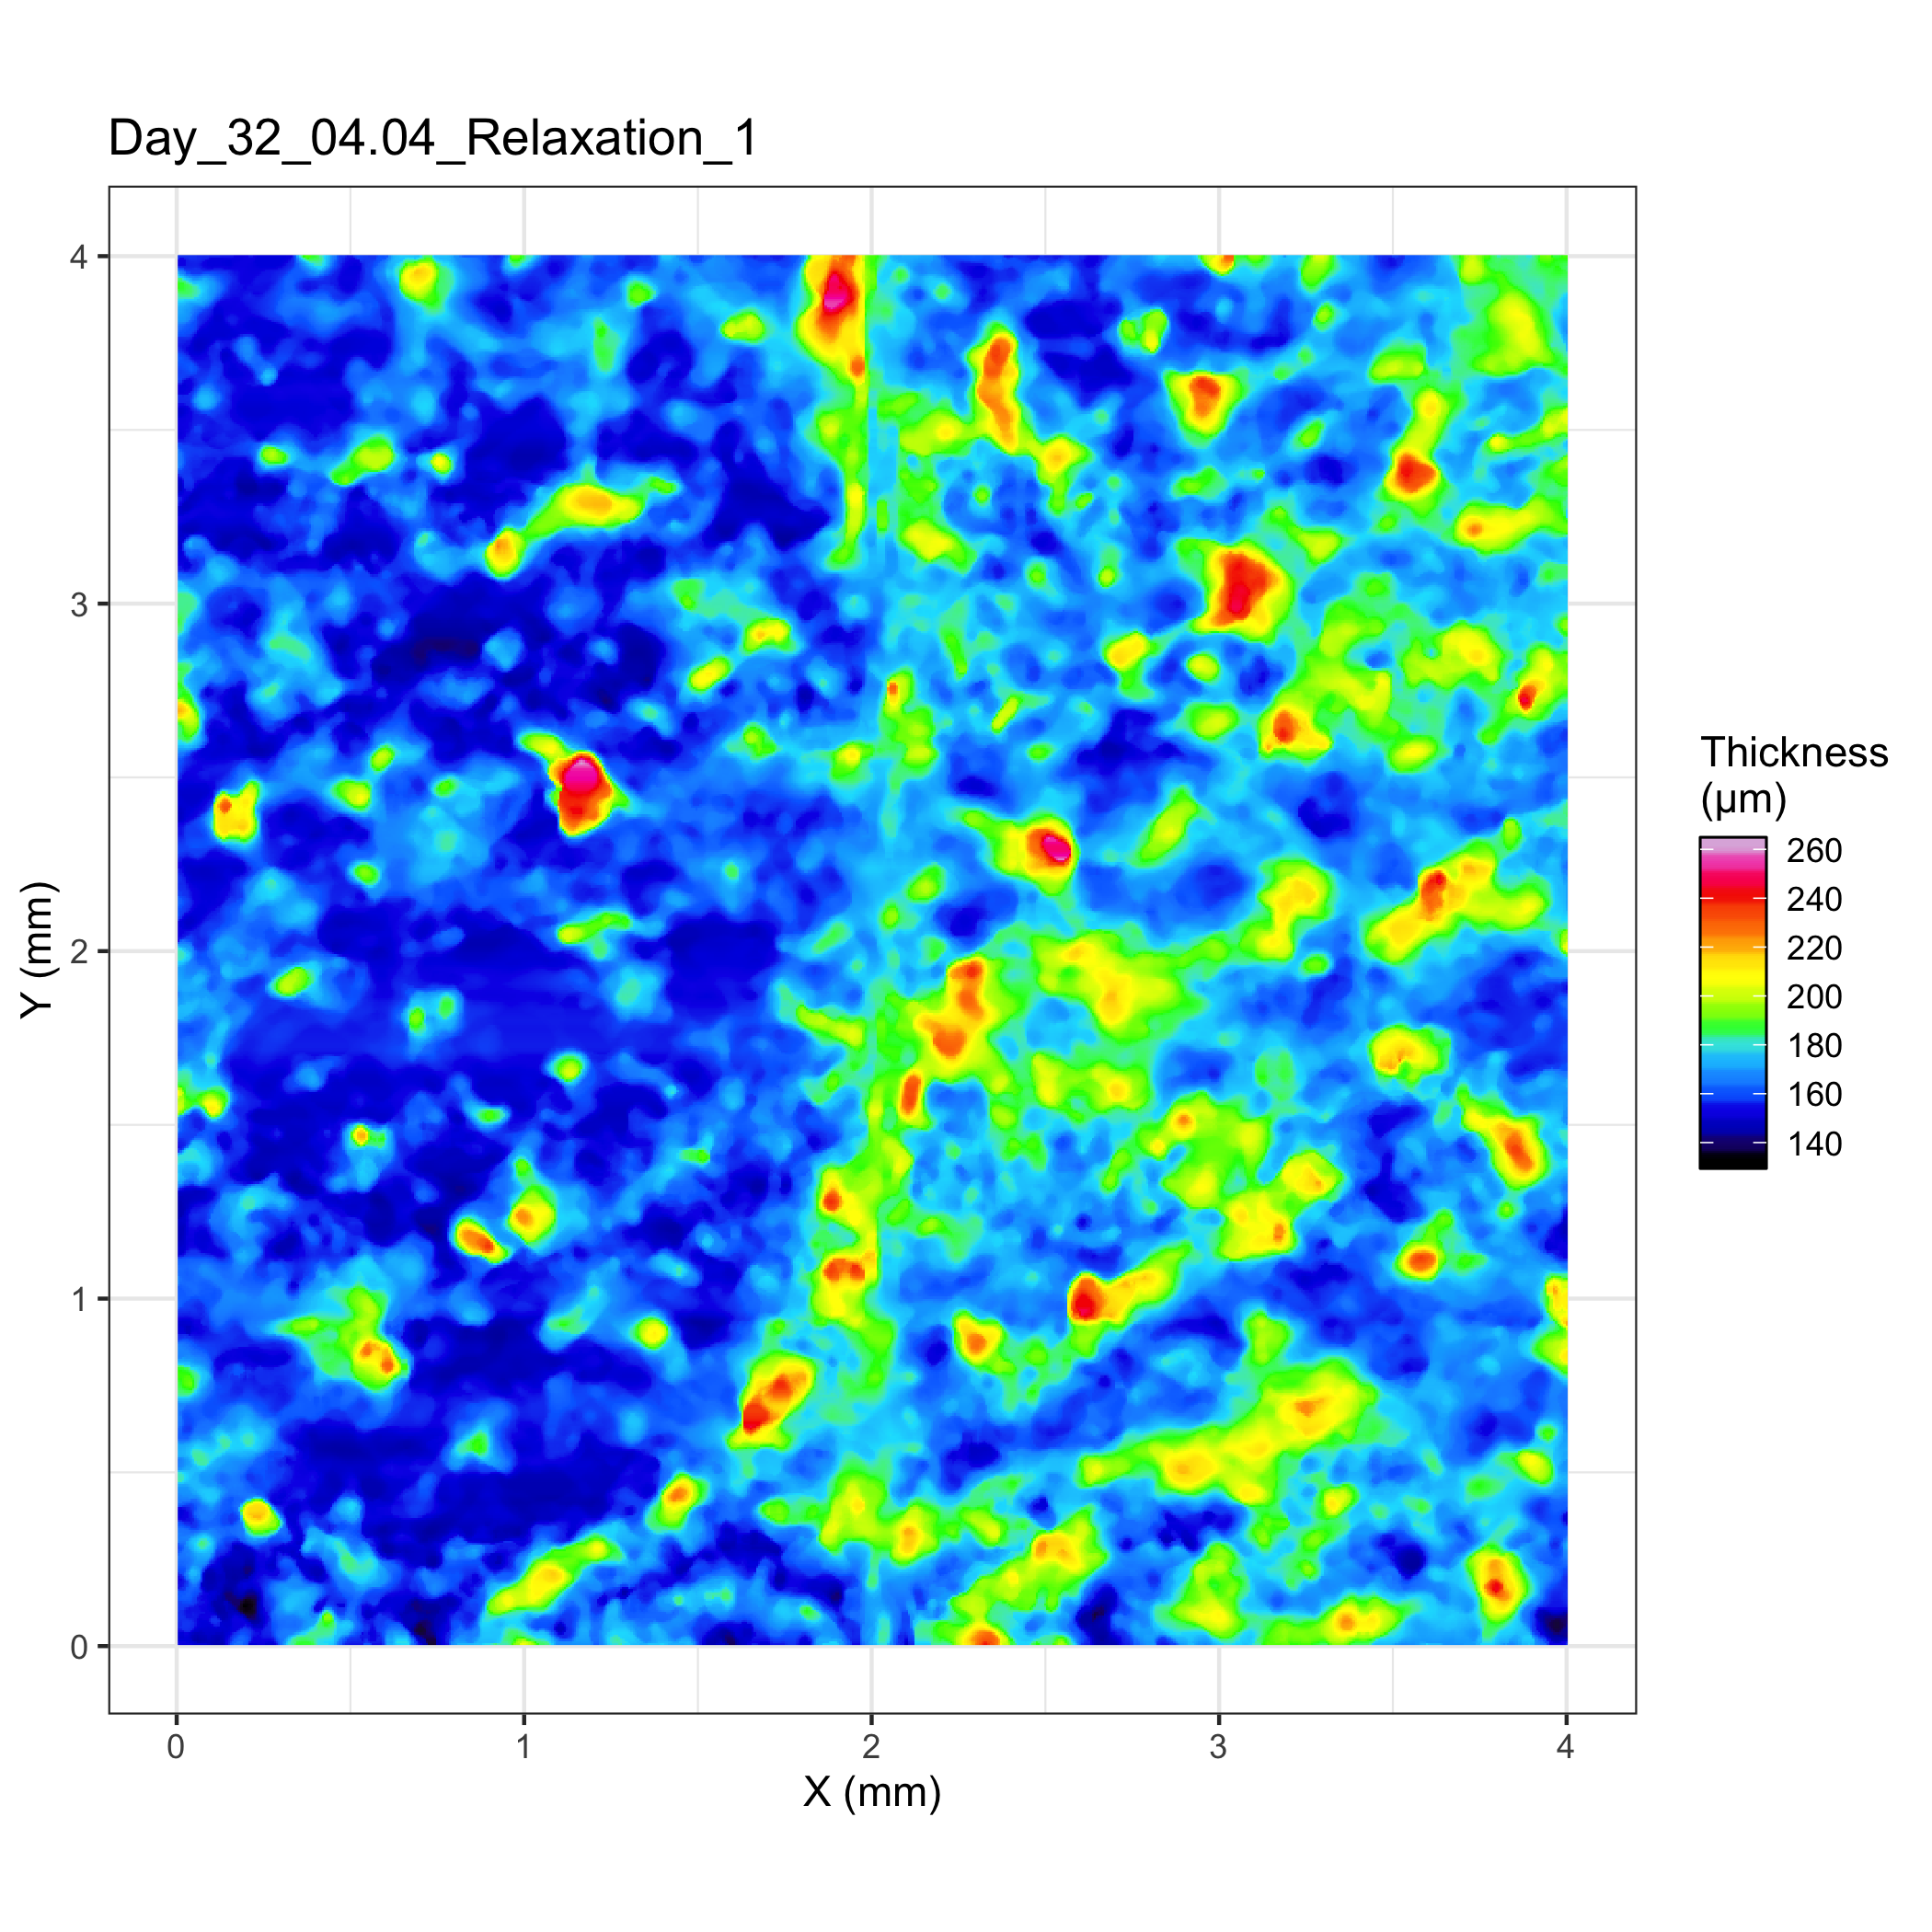 Day_32_04.04_Relaxation_1
4
3
2
1
0
Y (mm)
0 1 2 3 4
X (mm)
Thickness
(μm)
260
240
220
200
180
160
140